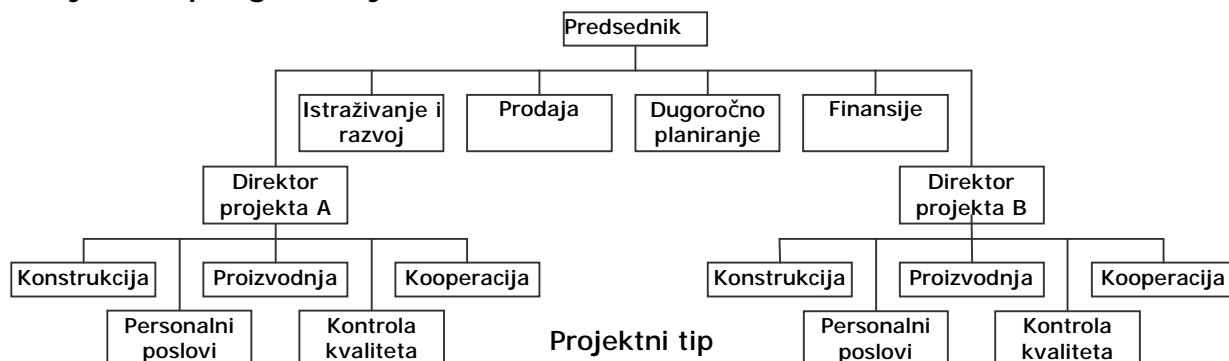 Predsednik
Istraživanje i
razvoj
Prodaja
Dugoročno
planiranje
Finansije
Direktor
projekta A
Direktor
projekta B
Konstrukcija
Proizvodnja
Kooperacija
Konstrukcija
Proizvodnja
Kooperacija
Personalni
poslovi
Kontrola
kvaliteta
Projektni tip
Personalni
poslovi
Kontrola
kvaliteta